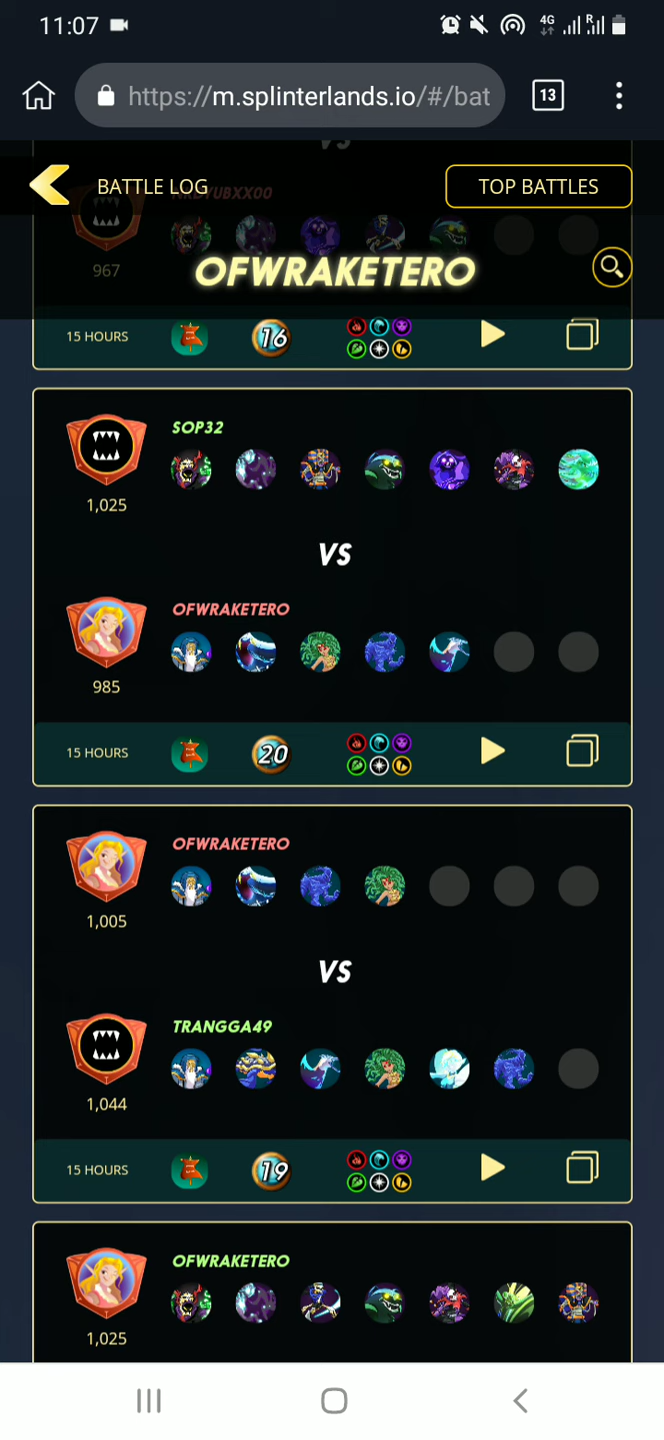 11:07
4G R
https://m.splinterlands.io/#/bat
13
VS
BATTLE LOG
TOP BATTLES
967
OFWRAKETERO
15 HOURS
16
SOP32
1,025
VS
OFWRAKETERO
985
15 HOURS
20
OFWRAKETERO
1,005
VS
TRANGGA49
1,044
15 HOURS
19
OFWRAKETERO
1,025